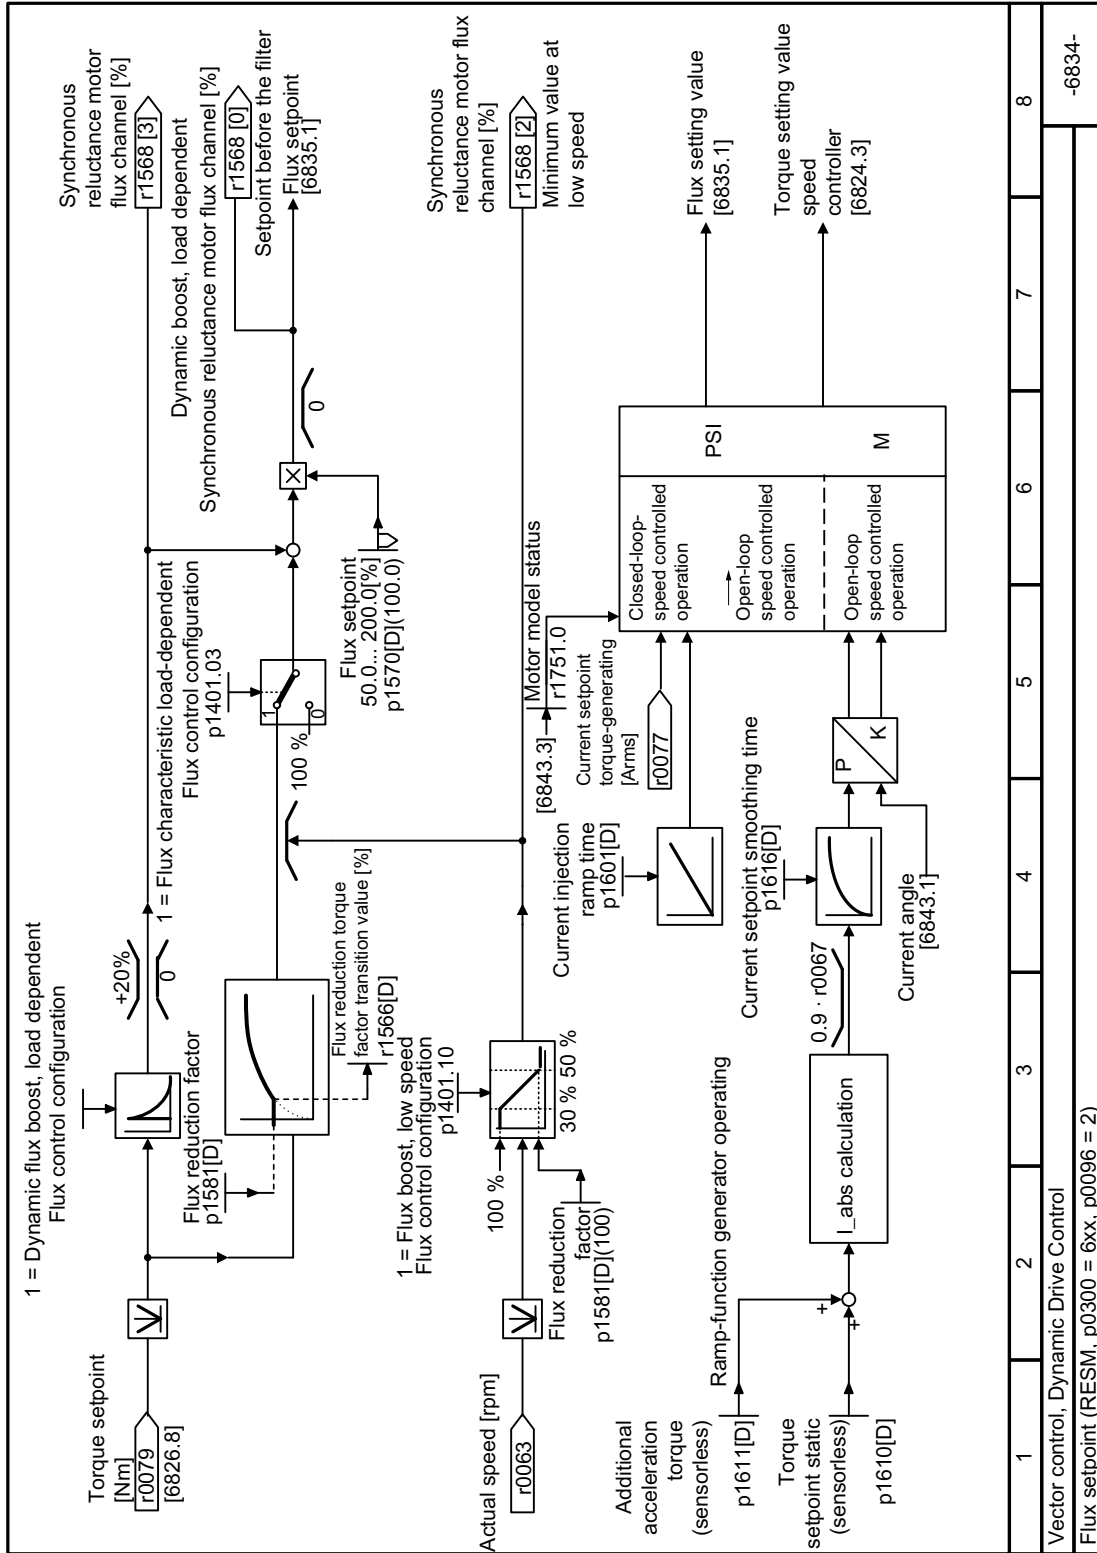 Synchronous
reluctance motor
flux channel [%]
r1568 [3]
Dynamic boost, load dependent
Synchronous reluctance motor flux channel [%]
r1568 [0]
Setpoint before the filter
Flux setpoint
[6835.1]
1 = Dynamic flux boost, load dependent
Flux control configuration
+20%
0
Torque setpoint
[Nm]
r0079
[6826.8]
Flux reduction factor
p1581[D]
Flux reduction torque
factor transition value [%]
r1566[D]
1 = Flux characteristic load-dependent
Flux control configuration
p1401.03
1
0
100 %
Flux setpoint
50.0... 200.0[%]
p1570[D](100.0)
0
Synchronous
reluctance motor flux
channel [%]
r1568 [2]
Minimum value at
low speed
1 = Flux boost, low speed
Flux control configuration
p1401.10
100 %
30 % 50 %
Actual speed [rpm]
r0063
Flux reduction
factor
p1581[D](100)
[6843.3]
Motor model status
r1751.0
Current setpoint
torque-generating
[Arms]
r0077
Current injection
ramp time
p1601[D]
Closed-loop-
speed controlled
operation
Open-loop
speed controlled
operation
Open-loop
speed controlled
operation
PSI
M
Flux setting value
[6835.1]
Torque setting value
speed
controller
[6824.3]
Current setpoint smoothing time
p1616[D]
P
K
Current angle
[6843.1]
0.9 · r0067
I_abs calculation
Ramp-function generator operating
Additional
acceleration
torque
(sensorless)
p1611[D]
+
+
Torque
setpoint static
(sensorless)
p1610[D]
1
2
3
4
5
6
7
8
Vector control, Dynamic Drive Control
-6834-
Flux setpoint (RESM, p0300 = 6xx, p0096 = 2)